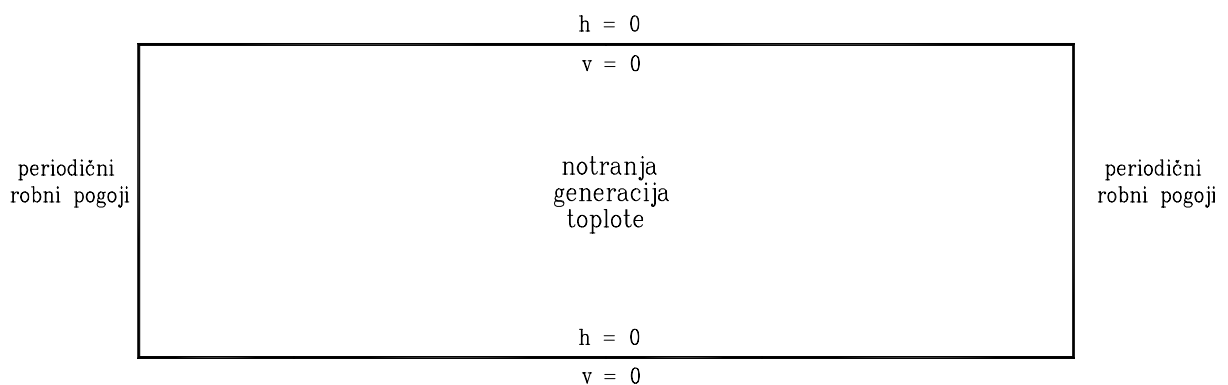 h = 0
v = 0
periodični
robni pogoji
notranja
generacija
toplote
periodični
robni pogoji
h = 0
v = 0